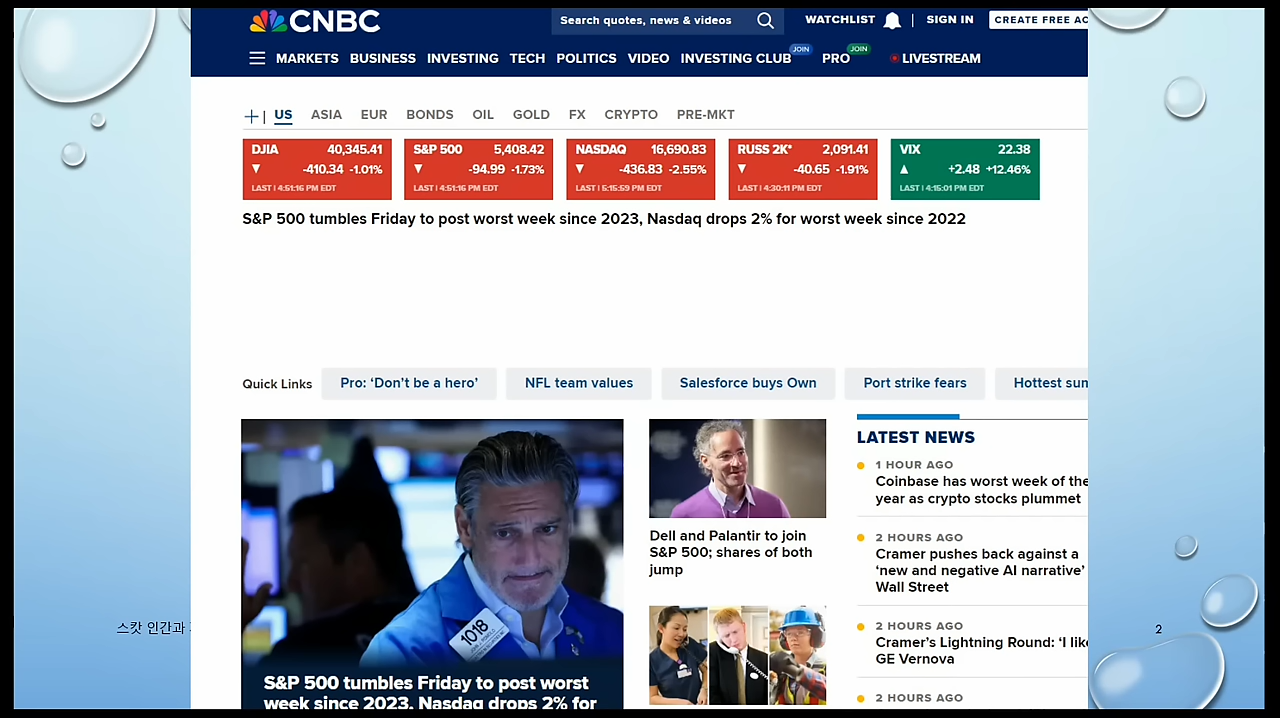 CNBC
Search quotes, news & videos
WATCHLIST | SIGN IN
CREATE FREE AC
MARKETS BUSINESS INVESTING TECH POLITICS VIDEO INVESTING CLUB JOIN PRO JOIN LIVESTREAM
+ | US ASIA EUR BONDS OIL GOLD FX CRYPTO PRE-MKT
DJIA 40,345.41
▼ -410.34 -1.01%
LAST | 4:51:16 PM EDT
S&P 500 5,408.42
▼ -94.99 -1.73%
LAST | 4:51:16 PM EDT
NASDAQ 16,690.83
▼ -436.83 -2.55%
LAST | 5:15:59 PM EDT
RUSS 2K* 2,091.41
▼ -40.65 -1.91%
LAST | 4:30:11 PM EDT
VIX 22.38
▲ +2.48 +12.46%
LAST | 4:15:01 PM EDT
S&P 500 tumbles Friday to post worst week since 2023, Nasdaq drops 2% for worst week since 2022
Quick Links
Pro: ‘Don’t be a hero’
NFL team values
Salesforce buys Own
Port strike fears
Hottest sum
1018
S&P 500 tumbles Friday to post worst
week since 2023, Nasdaq drops 2% for
Dell and Palantir to join
S&P 500; shares of both
jump
LATEST NEWS
1 HOUR AGO
Coinbase has worst week of the
year as crypto stocks plummet
2 HOURS AGO
Cramer pushes back against a
‘new and negative AI narrative’
Wall Street
2 HOURS AGO
Cramer’s Lightning Round: ‘I like
GE Vernova
2 HOURS AGO
스캇 인간과
2